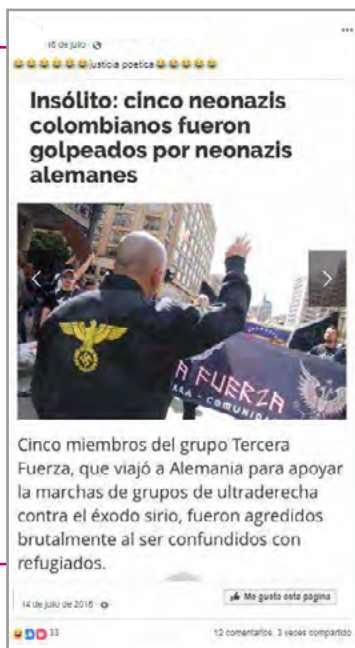 16 de julio
justicia poetica
Insólito: cinco neonazis
colombianos fueron
golpeados por neonazis
alemanes
A FUERZA
COMUNID
Cinco miembros del grupo Tercera
Fuerza, que viajó a Alemania para apoyar
la marchas de grupos de ultraderecha
contra el éxodo sirio, fueron agredidos
brutalmente al ser confundidos con
refugiados.
14 de julio de 2016
Me gusta esta página
33
12 comentarios 3 veces compartido